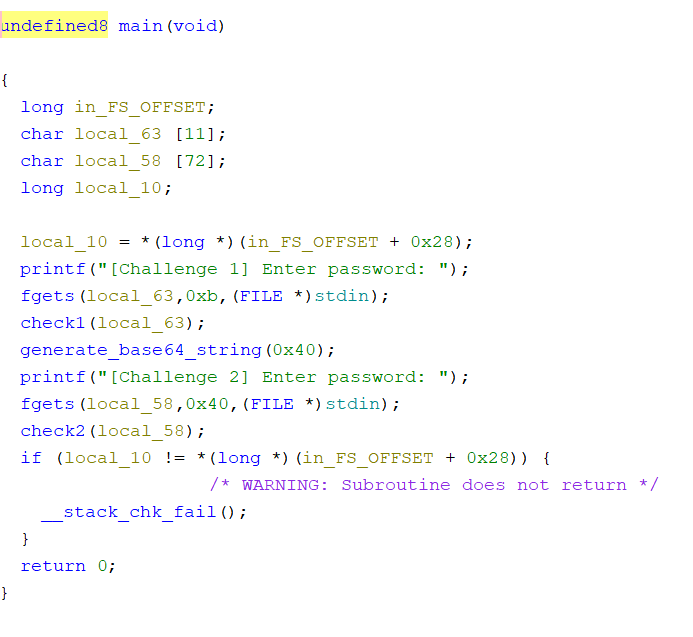 undefined8 main(void)
{
  long in_FS_OFFSET;
  char local_63 [11];
  char local_58 [72];
  long local_10;
  local_10 = *(long *)(in_FS_OFFSET + 0x28);
  printf("[Challenge 1] Enter password: ");
  fgets(local_63,0xb,(FILE *)stdin);
  check1(local_63);
  generate_base64_string(0x40);
  printf("[Challenge 2] Enter password: ");
  fgets(local_58,0x40,(FILE *)stdin);
  check2(local_58);
  if (local_10 != *(long *)(in_FS_OFFSET + 0x28)) {
                    /* WARNING: Subroutine does not return */
    __stack_chk_fail();
  }
  return 0;
}